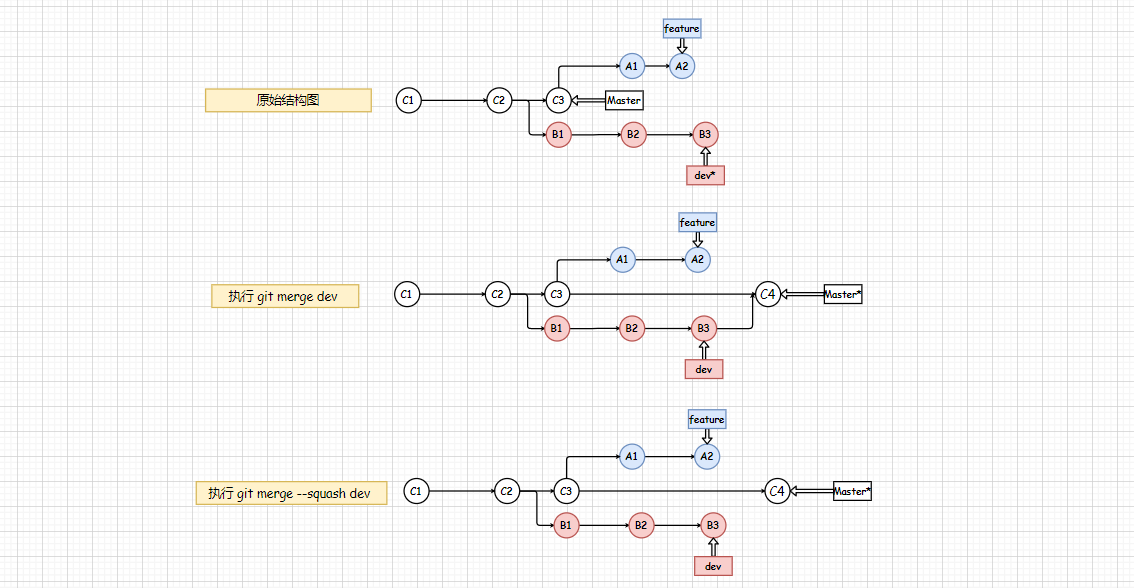 feature
A1 A2
原始结构图 C1 C2 C3 Master
B1 B2 B3
dev*
feature
A1 A2
执行 git merge dev C1 C2 C3 C4 Master*
B1 B2 B3
dev
feature
A1 A2
执行 git merge --squash dev C1 C2 C3 C4 Master*
B1 B2 B3
dev